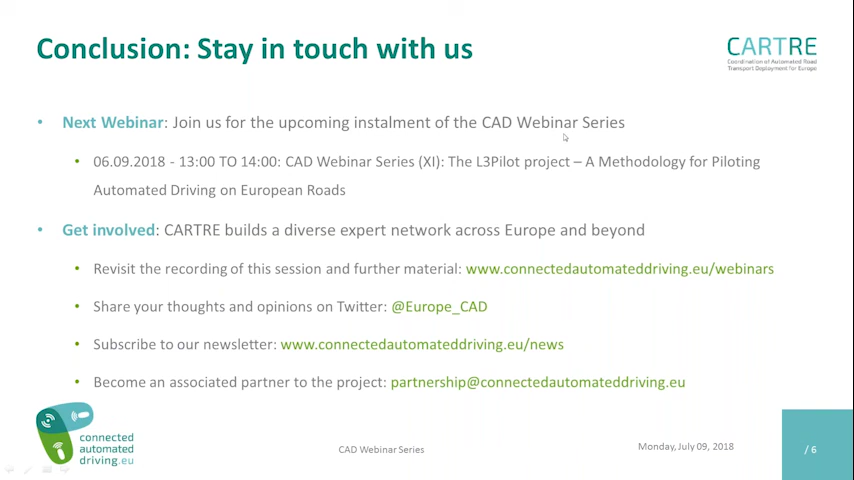 Conclusion: Stay in touch with us
CARTRE
Coordination of Automated Road
Transport Deployment for Europe
• Next Webinar: Join us for the upcoming instalment of the CAD Webinar Series
• 06.09.2018 - 13:00 TO 14:00: CAD Webinar Series (XI): The L3Pilot project – A Methodology for Piloting
Automated Driving on European Roads
• Get involved: CARTRE builds a diverse expert network across Europe and beyond
• Revisit the recording of this session and further material: www.connectedautomateddriving.eu/webinars
• Share your thoughts and opinions on Twitter: @Europe_CAD
• Subscribe to our newsletter: www.connectedautomateddriving.eu/news
• Become an associated partner to the project: partnership@connectedautomateddriving.eu
connected
automated
driving.eu
CAD Webinar Series
Monday, July 09, 2018
/ 6